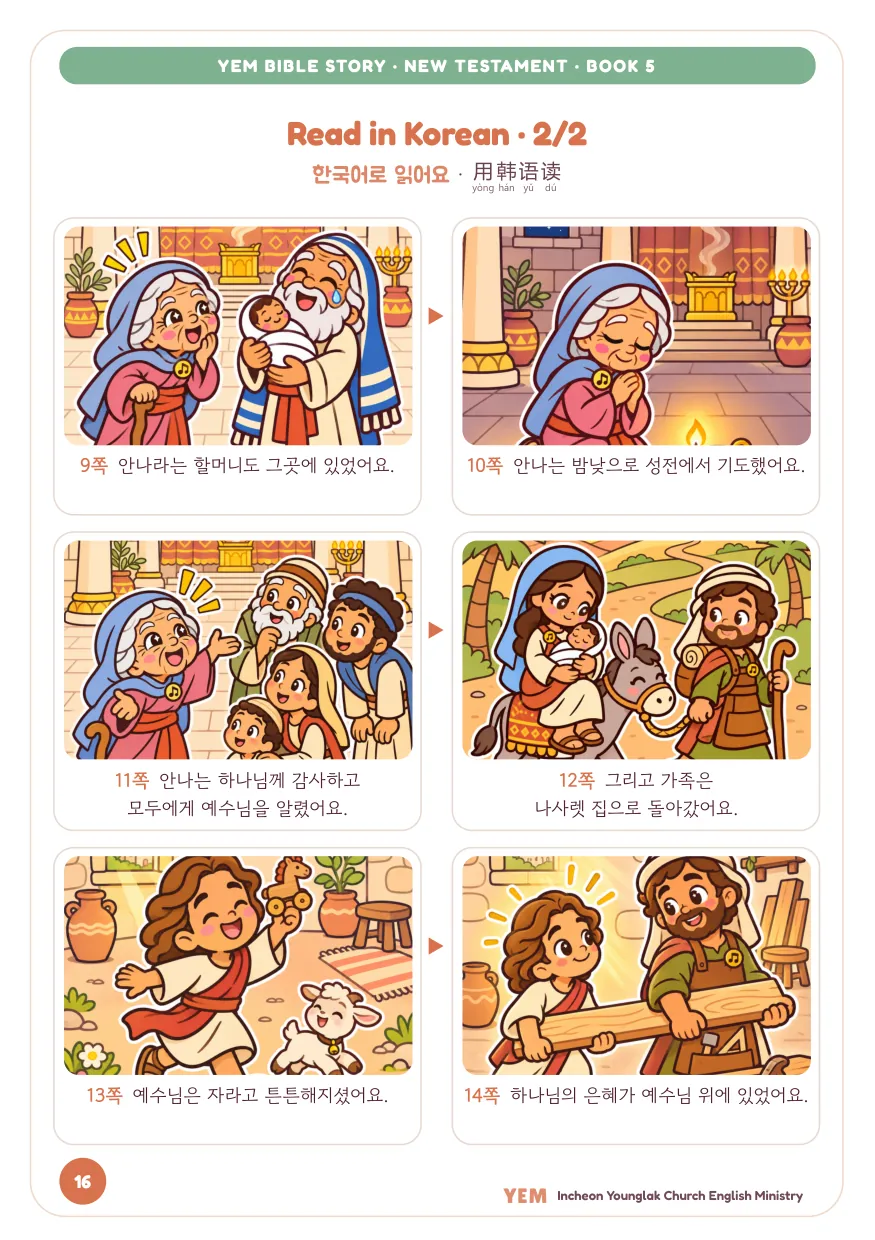 YEM BIBLE STORY · NEW TESTAMENT · BOOK 5
Read in Korean · 2/2
한국어로 읽어요 · 用韩语读
yòng hán yǔ dú
9쪽 안나라는 할머니도 그곳에 있었어요.
10쪽 안나는 밤낮으로 성전에서 기도했어요.
11쪽 안나는 하나님께 감사하고
모두에게 예수님을 알렸어요.
12쪽 그리고 가족은
나사렛 집으로 돌아갔어요.
13쪽 예수님은 자라고 튼튼해지셨어요.
14쪽 하나님의 은혜가 예수님 위에 있었어요.
16
YEM Incheon Younglak Church English Ministry